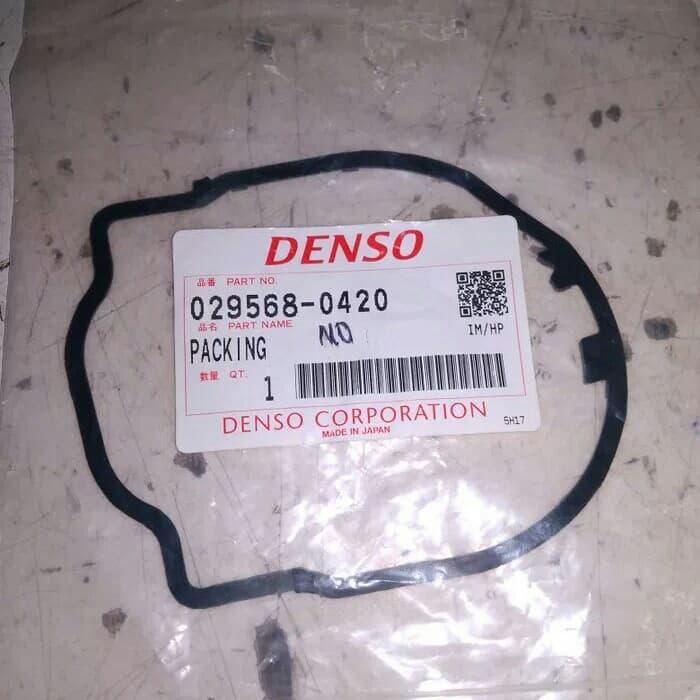 DENSO
品番 PART NO.
029568-0420
品名 PART NAME
NO
IM/HP
PACKING
数量 QT.
1
DENSO CORPORATION
MADE IN JAPAN
5H17